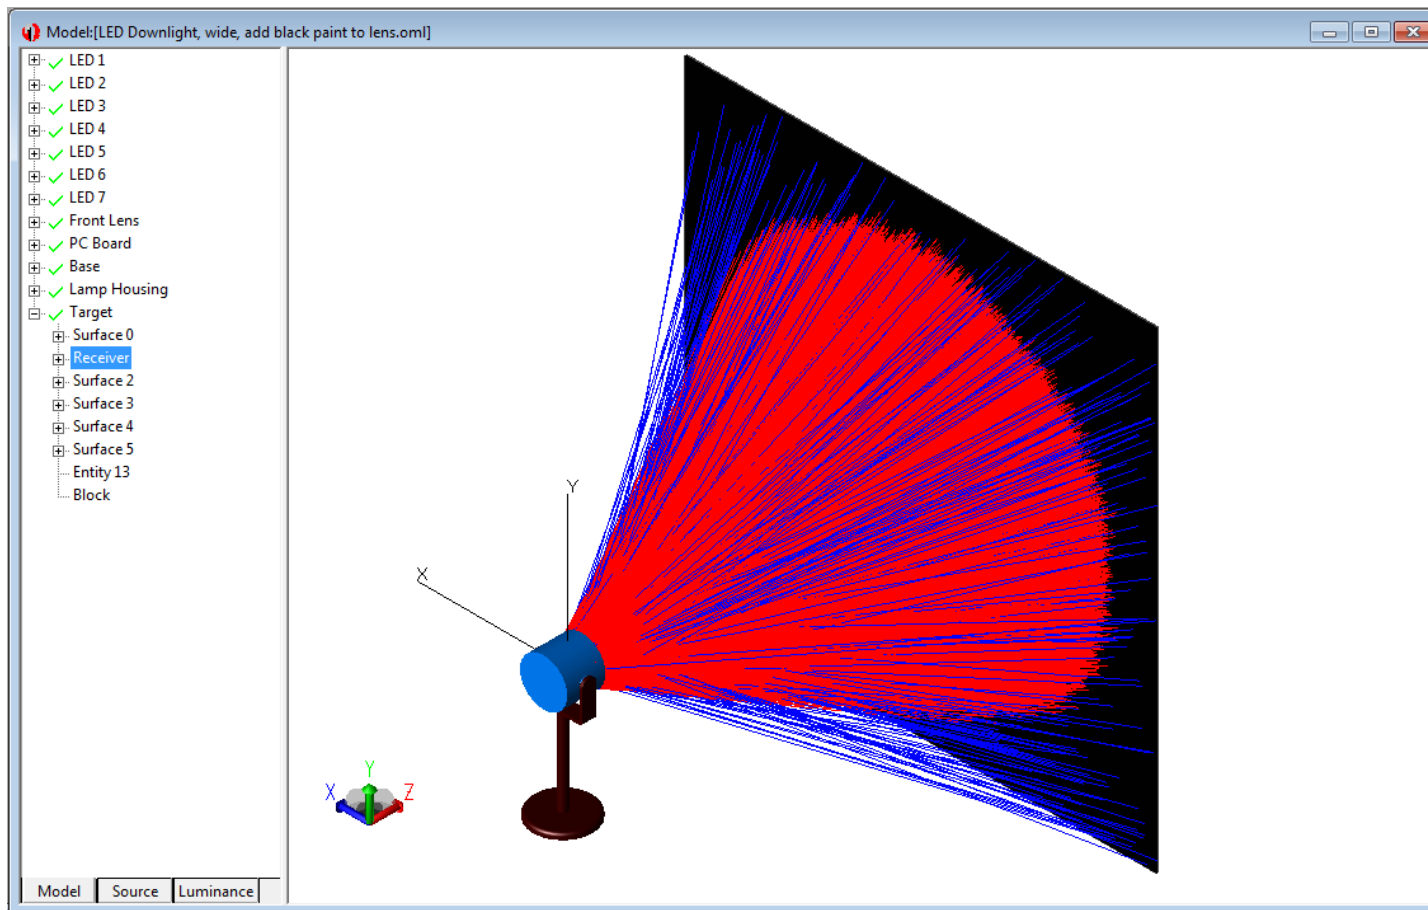 Model:[LED Downlight, wide, add black paint to lens.oml]
LED 1
LED 2
LED 3
LED 4
LED 5
LED 6
LED 7
Front Lens
PC Board
Base
Lamp Housing
Target
Surface 0
Receiver
Surface 2
Surface 3
Surface 4
Surface 5
Entity 13
Block
Y
X
Y
X Z
Model Source Luminance